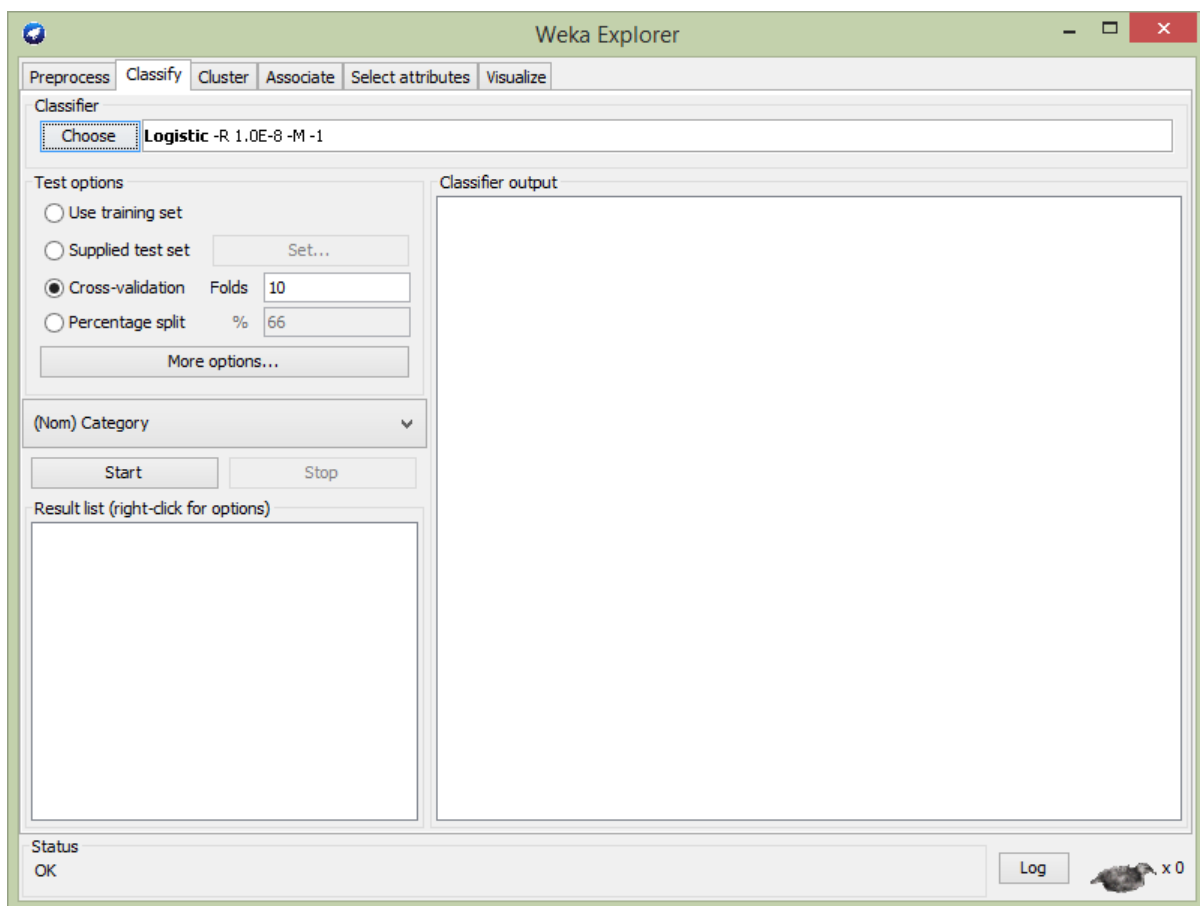 Weka Explorer
Preprocess Classify Cluster Associate Select attributes Visualize
Classifier
Choose Logistic -R 1.0E-8 -M -1
Test options
Use training set
Supplied test set Set...
Cross-validation Folds 10
Percentage split % 66
More options...
(Nom) Category
Start Stop
Result list (right-click for options)
Classifier output
Status
OK
Log x 0